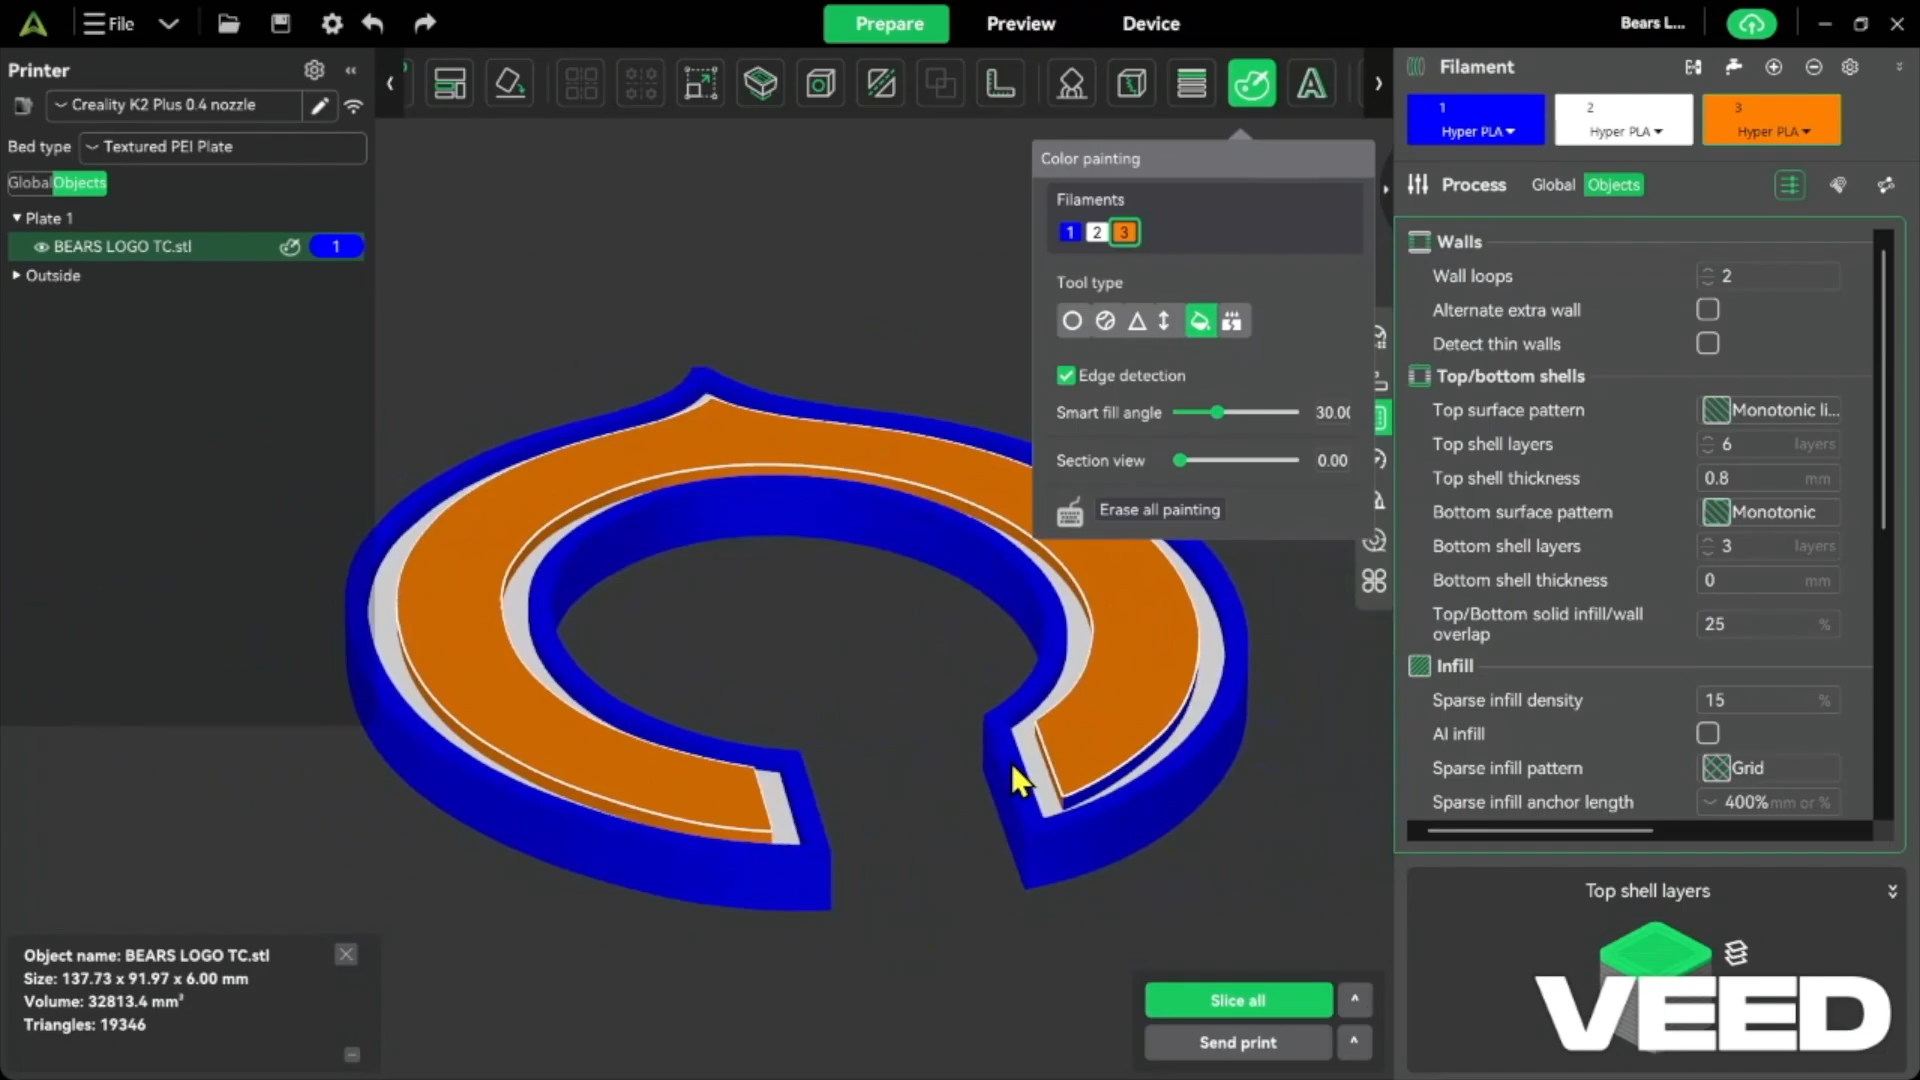 File
Prepare
Preview
Device
Bears L...
Printer
Creality K2 Plus 0.4 nozzle
Bed type
Textured PEI Plate
Global Objects
Plate 1
BEARS LOGO TC.stl
1
Outside
Color painting
Filaments
1 2 3
Tool type
Edge detection
Smart fill angle
30.00
Section view
0.00
Erase all painting
Filament
1
Hyper PLA
2
Hyper PLA
3
Hyper PLA
Process
Global
Objects
Walls
Wall loops
2
Alternate extra wall
Detect thin walls
Top/bottom shells
Top surface pattern
Monotonic li...
Top shell layers
6 layers
Top shell thickness
0.8 mm
Bottom surface pattern
Monotonic
Bottom shell layers
3 layers
Bottom shell thickness
0 mm
Top/Bottom solid infill/wall
overlap
25 %
Infill
Sparse infill density
15 %
AI infill
Sparse infill pattern
Grid
Sparse infill anchor length
400% mm or %
Top shell layers
VEED
Object name: BEARS LOGO TC.stl
Size: 137.73 x 91.97 x 6.00 mm
Volume: 32813.4 mm³
Triangles: 19346
Slice all
Send print